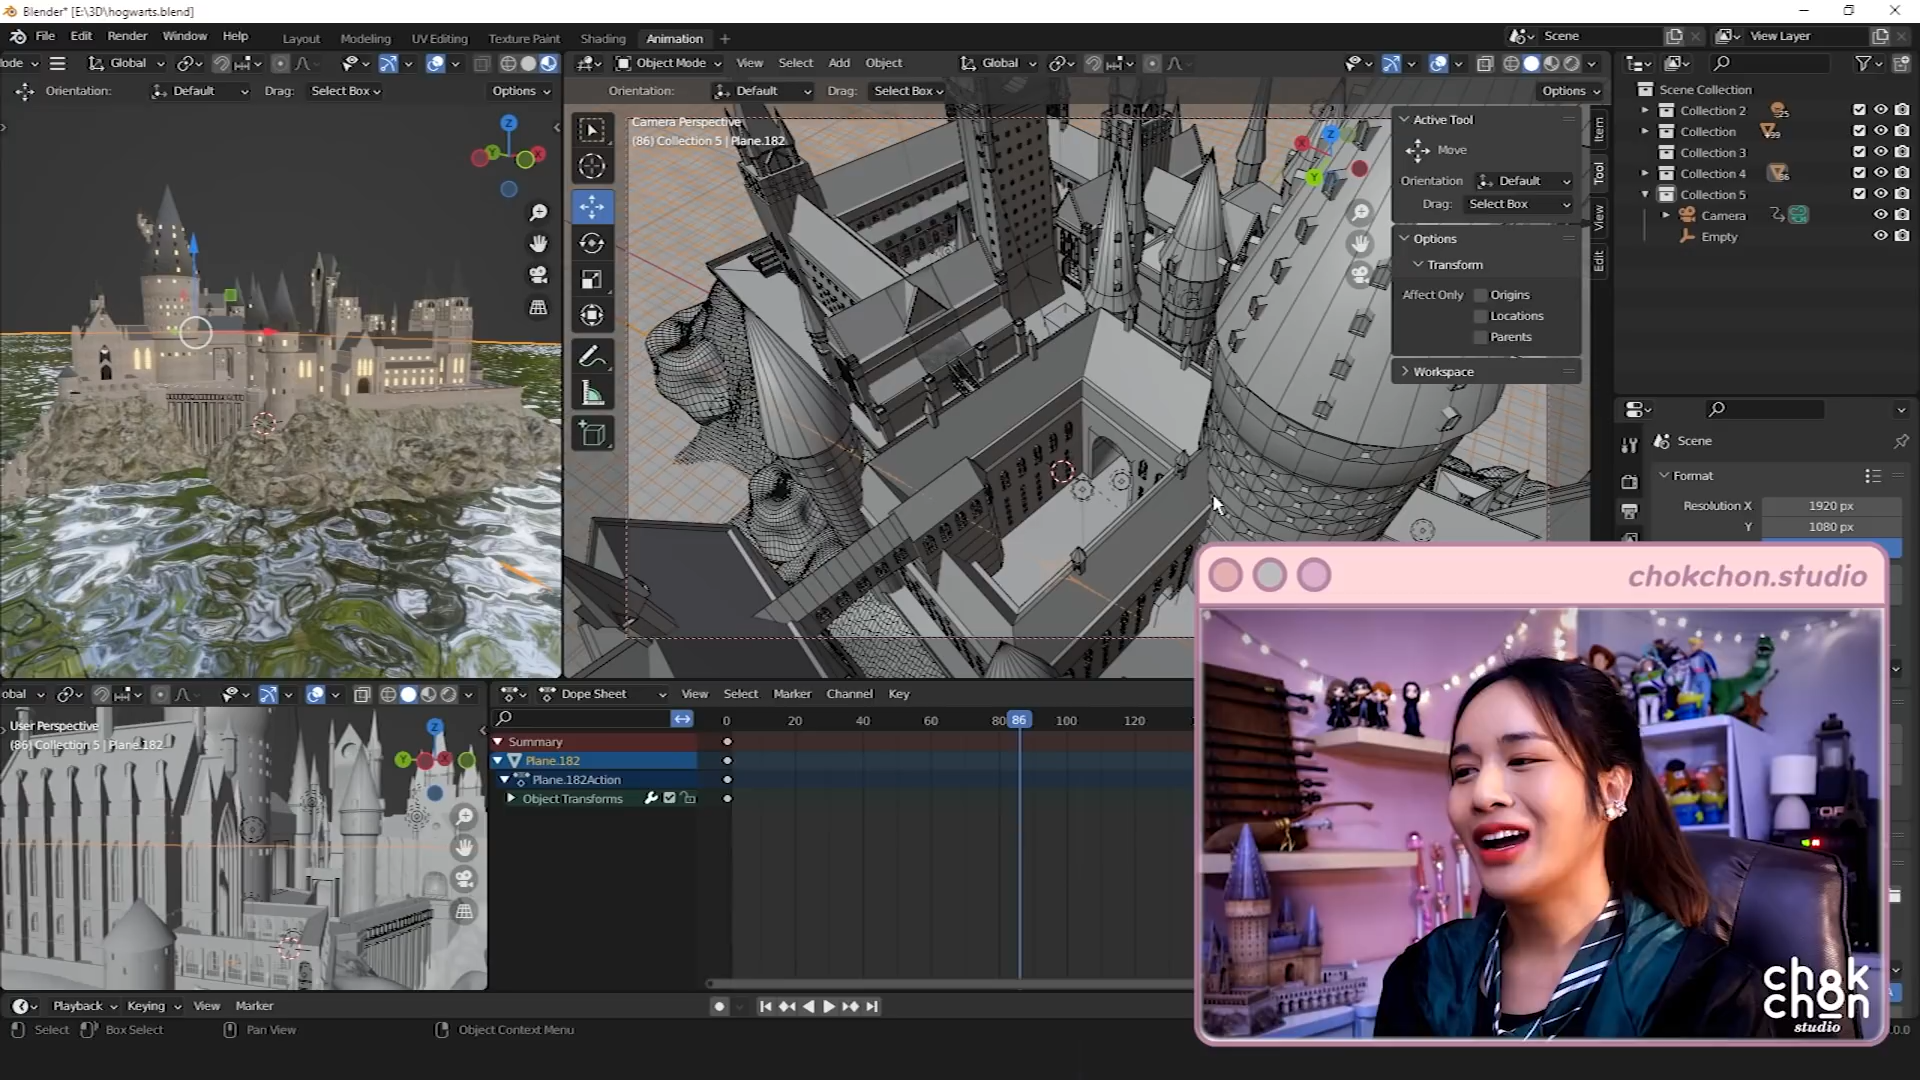 Blender* [E:\3D\hogwarts.blend]
File Edit Render Window Help Layout Modeling UV Editing Texture Paint Shading Animation + Scene View Layer
ode Global
Object Mode View Select Add Object Global
Orientation: Default Drag: Select Box Options
Orientation: Default Drag: Select Box Options
Camera Perspective
(86) Collection 5 | Plane.182
Z
Y
X
X
Z
Y
Active Tool
Move
Orientation Default
Drag: Select Box
Options
Transform
Affect Only Origins
Locations
Parents
Workspace
Item
Tool
View
Edit
Scene Collection
Collection 2
Collection
Collection 3
Collection 4
Collection 5
Camera
Empty
Scene
Format
Resolution X 1920 px
Y 1080 px
chokchon.studio
obal
User Perspective
(86) Collection 5 | Plane.182
Z
Y
X
Dope Sheet View Select Marker Channel Key
0 20 40 60 80 86 100 120
Summary
Plane.182
Plane.182Action
Object Transforms
Playback Keying View Marker
Select Box Select Pan View Object Context Menu
chok
chon
studio